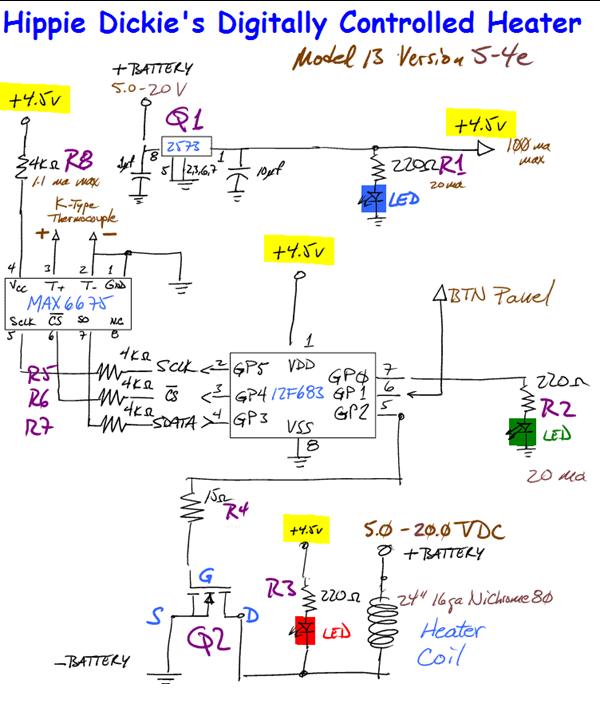 Hippie Dickie's Digitally Controlled Heater
Model 13 Version 5-4e
+BATTERY
5.0-20V
+4.5v
Q1
+4.5v
2573
8
1
5
2,3,6,7
1µf
10µf
100 ma
max
220Ω R1
20 ma
LED
4KΩ R8
1.1 ma max
K-Type
Thermocouple
+
-
4 3 2 1
Vcc T+ T- Gnd
MAX6675
Sclk CS SO NC
5 6 7 8
+4.5v
BTN Panel
1
VDD
R5 4KΩ SCLK 2 GP5
R6 4KΩ CS 3 GP4
R7 4KΩ SDATA 4 GP3
12F683
GP0 7
GP1 6
GP2 5
VSS
8
220Ω
R2
LED
20 ma
15Ω
R4
+4.5v
5.0-20.0 VDC
+BATTERY
G
S
D
Q2
R3
220Ω
LED
24" 16ga Nichrome 80
Heater
Coil
-BATTERY